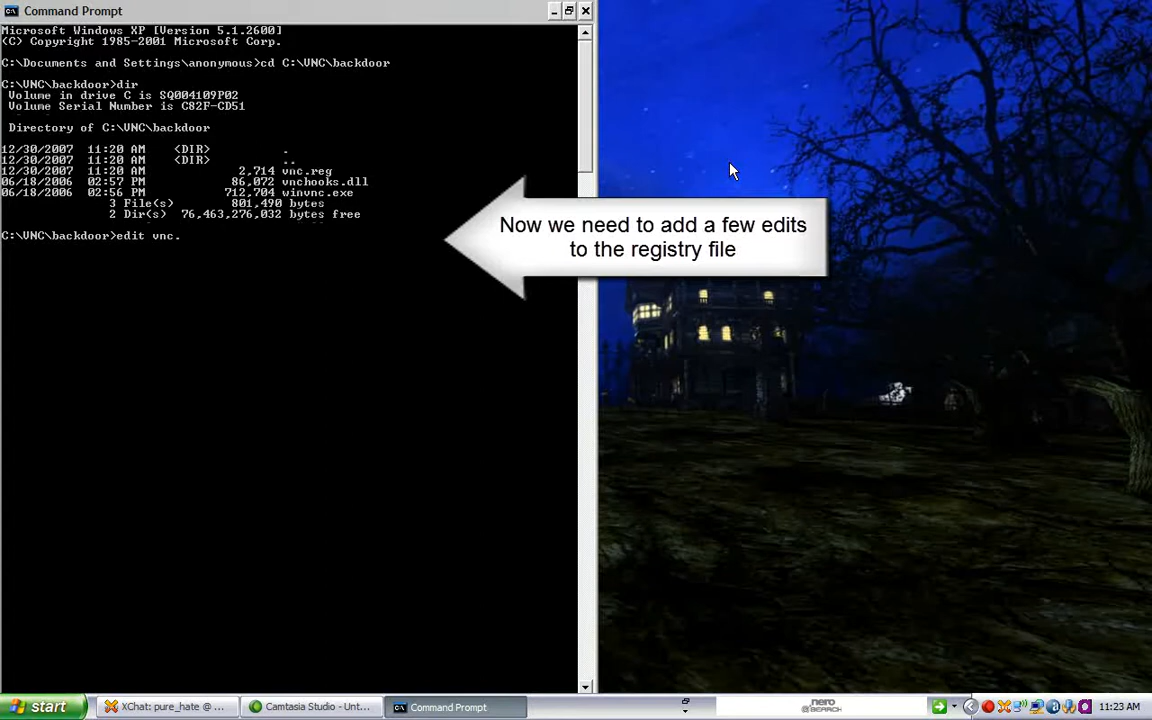 Command Prompt
Microsoft Windows XP [Version 5.1.2600]
(C) Copyright 1985-2001 Microsoft Corp.
C:\Documents and Settings\anonymous>cd C:\VNC\backdoor
C:\VNC\backdoor>dir
Volume in drive C is SQ004109P02
Volume Serial Number is C82F-CD51
Directory of C:\VNC\backdoor
12/30/2007 11:20 AM <DIR> .
12/30/2007 11:20 AM <DIR> ..
12/30/2007 11:20 AM 2,714 vnc.reg
06/18/2006 02:57 PM 86,072 vnchooks.dll
06/18/2006 02:56 PM 712,704 winvnc.exe
3 File(s) 801,490 bytes
2 Dir(s) 76,463,276,032 bytes free
C:\VNC\backdoor>edit vnc.
Now we need to add a few edits
to the registry file
start
XChat: pure_hate @ ...
Camtasia Studio - Unt...
Command Prompt
nero
SEARCH
11:23 AM